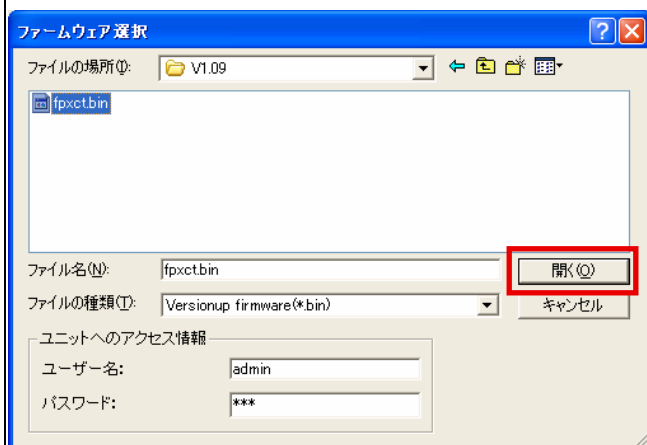 ファームウェア選択
ファイルの場所(I): V1.09
fpxct.bin
ファイル名(N): fpxct.bin 開く(O)
ファイルの種類(T): Versionup firmware(*.bin) キャンセル
ユニットへのアクセス情報
ユーザー名: admin
パスワード: ***